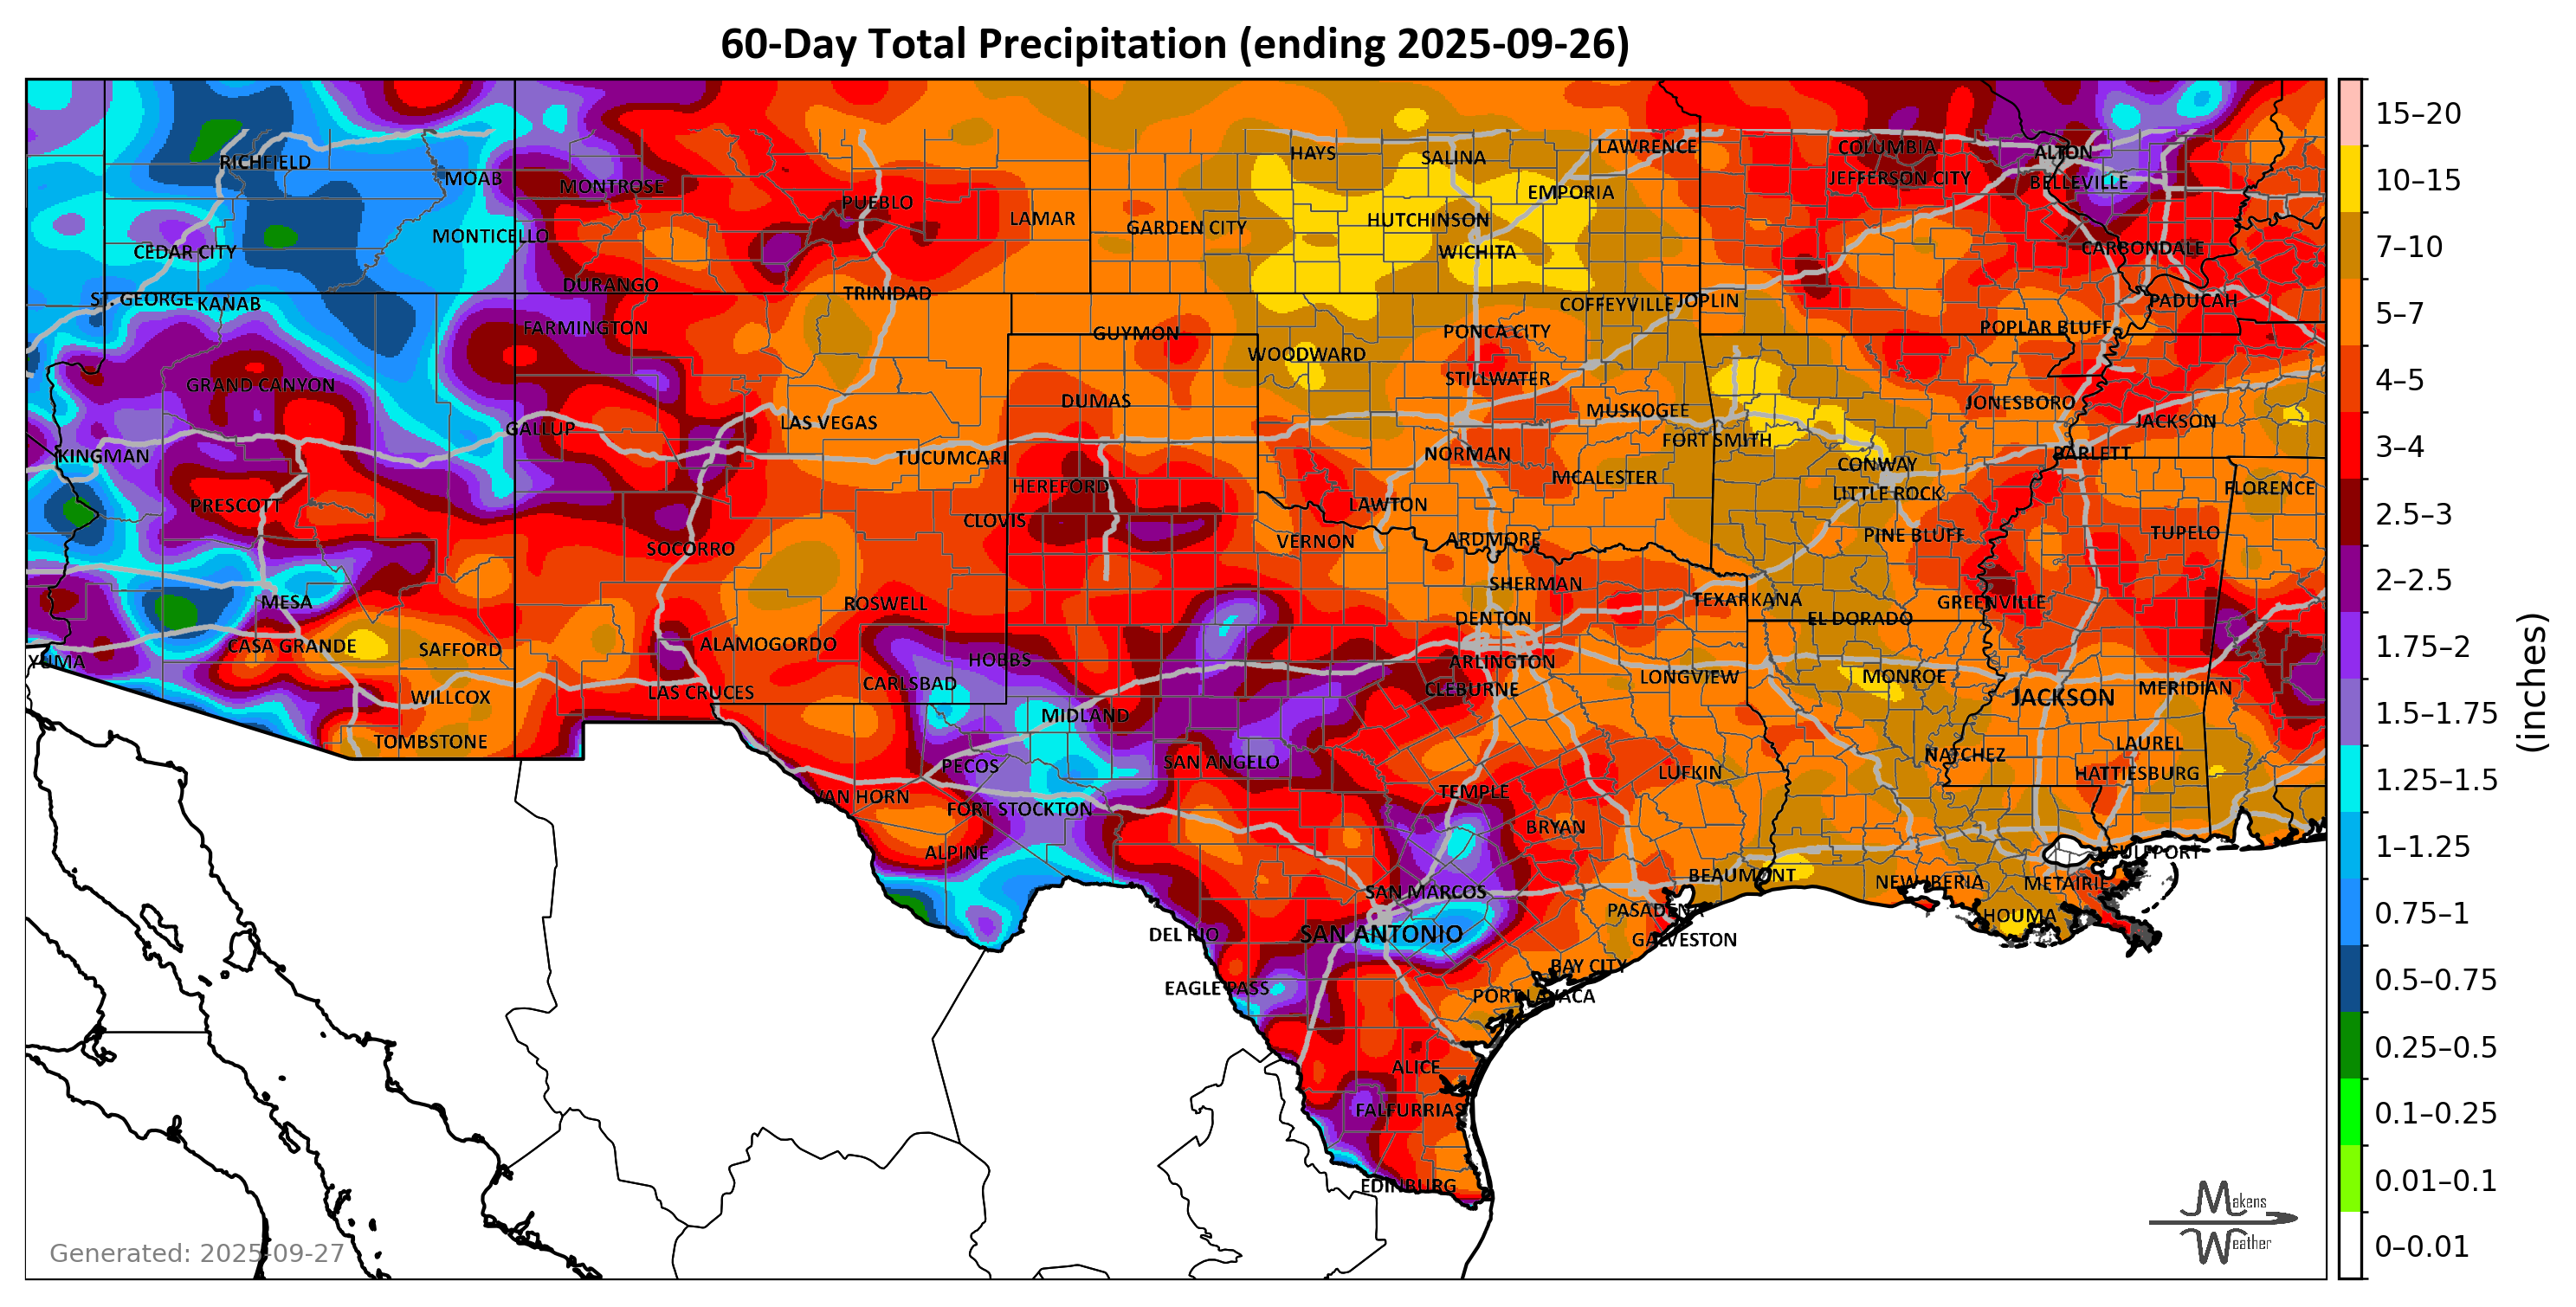 60-Day Total Precipitation (ending 2025-09-26)
HAYS
SALINA
LAWRENCE
COLUMBIA
ALTON
RICHFIELD
MOAB
MONTROSE
PUEBLO
EMPORIA
JEFFERSON CITY
BELLEVILLE
LAMAR
GARDEN CITY
HUTCHINSON
CEDAR CITY
MONTICELLO
WICHITA
CARBONDALE
DURANGO
TRINIDAD
ST. GEORGE
KANAB
COFFEYVILLE
JOPLIN
PADUCAH
FARMINGTON
GUYMON
PONCA CITY
POPLAR BLUFF
WOODWARD
GRAND CANYON
STILLWATER
DUMAS
MUSKOGEE
JONESBORO
GALLUP
LAS VEGAS
JACKSON
FORT SMITH
KINGMAN
TUCUMCARI
NORMAN
BARLETT
CONWAY
HEREFORD
MCALESTER
FLORENCE
PRESCOTT
LAWTON
LITTLE ROCK
CLOVIS
SOCORRO
VERNON
ARDMORE
PINE BLUFF
TUPELO
MESA
ROSWELL
SHERMAN
TEXARKANA
GREENVILLE
DENTON
EL DORADO
CASA GRANDE
SAFFORD
ALAMOGORDO
YUMA
HOBBS
ARLINGTON
CARLSBAD
CLEBURNE
LONGVIEW
MONROE
WILLCOX
LAS CRUCES
JACKSON
MERIDIAN
MIDLAND
TOMBSTONE
PECOS
SAN ANGELO
NATCHEZ
LAUREL
LUFKIN
HATTIESBURG
VAN HORN
FORT STOCKTON
TEMPLE
BRYAN
ALPINE
GULFPORT
SAN MARCOS
BEAUMONT
NEW IBERIA
METAIRIE
PASADENA
HOUMA
DEL RIO
SAN ANTONIO
GALVESTON
BAY CITY
EAGLE PASS
PORT LAVACA
ALICE
FALFURRIAS
EDINBURG
15–20
10–15
7–10
5–7
4–5
3–4
2.5–3
2–2.5
1.75–2
1.5–1.75
1.25–1.5
1–1.25
0.75–1
0.5–0.75
0.25–0.5
0.1–0.25
0.01–0.1
0–0.01
(inches)
Generated: 2025-09-27
Makens
Weather